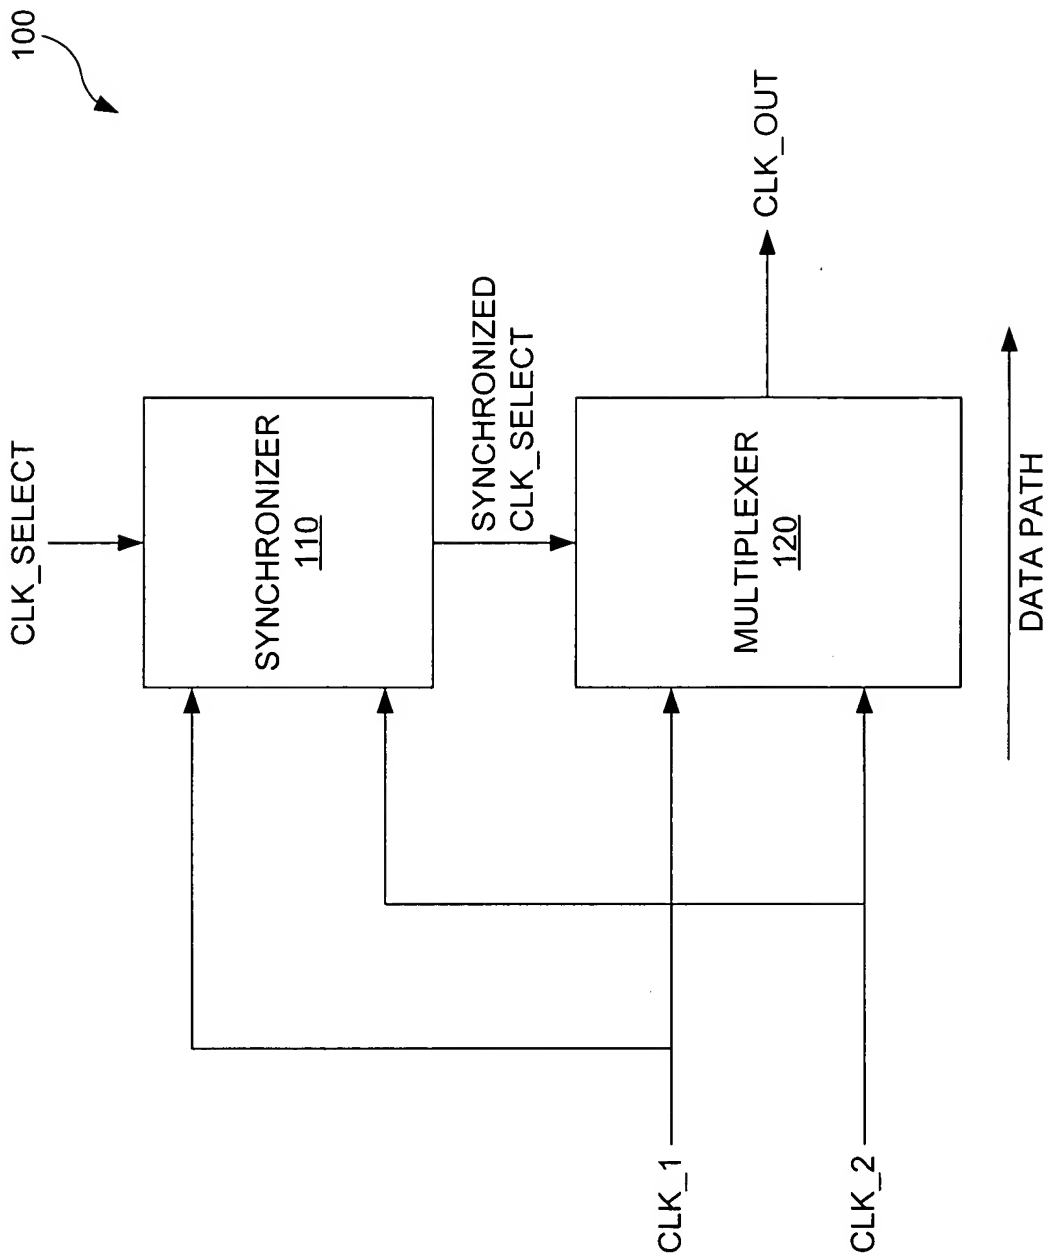 100
CLK_SELECT
SYNCHRONIZER
110
SYNCHRONIZED
CLK_SELECT
CLK_1
CLK_2
MULTIPLEXER
120
CLK_OUT
DATA PATH